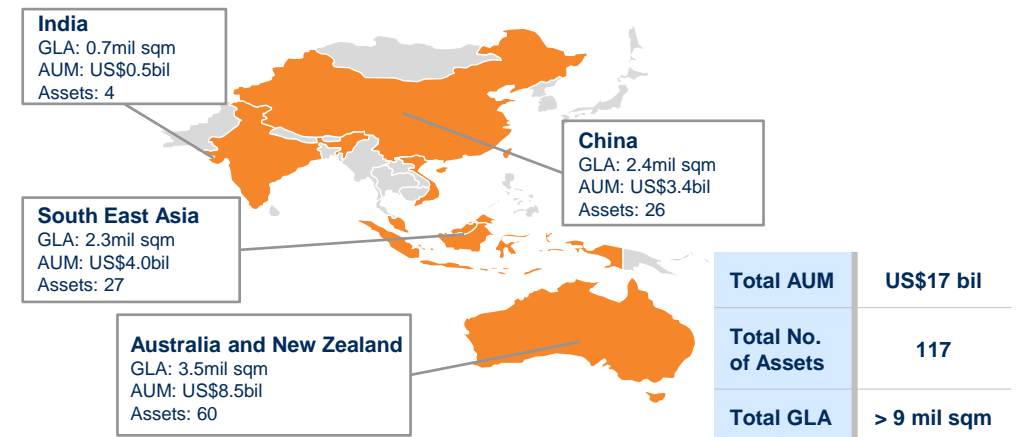 India
GLA: 0.7mil sqm
AUM: US$0.5bil
Assets: 4
China
GLA: 2.4mil sqm
AUM: US$3.4bil
Assets: 26
South East Asia
GLA: 2.3mil sqm
AUM: US$4.0bil
Assets: 27
Australia and New Zealand
GLA: 3.5mil sqm
AUM: US$8.5bil
Assets: 60
Total AUM US$17 bil
Total No.
of Assets
117
Total GLA > 9 mil sqm